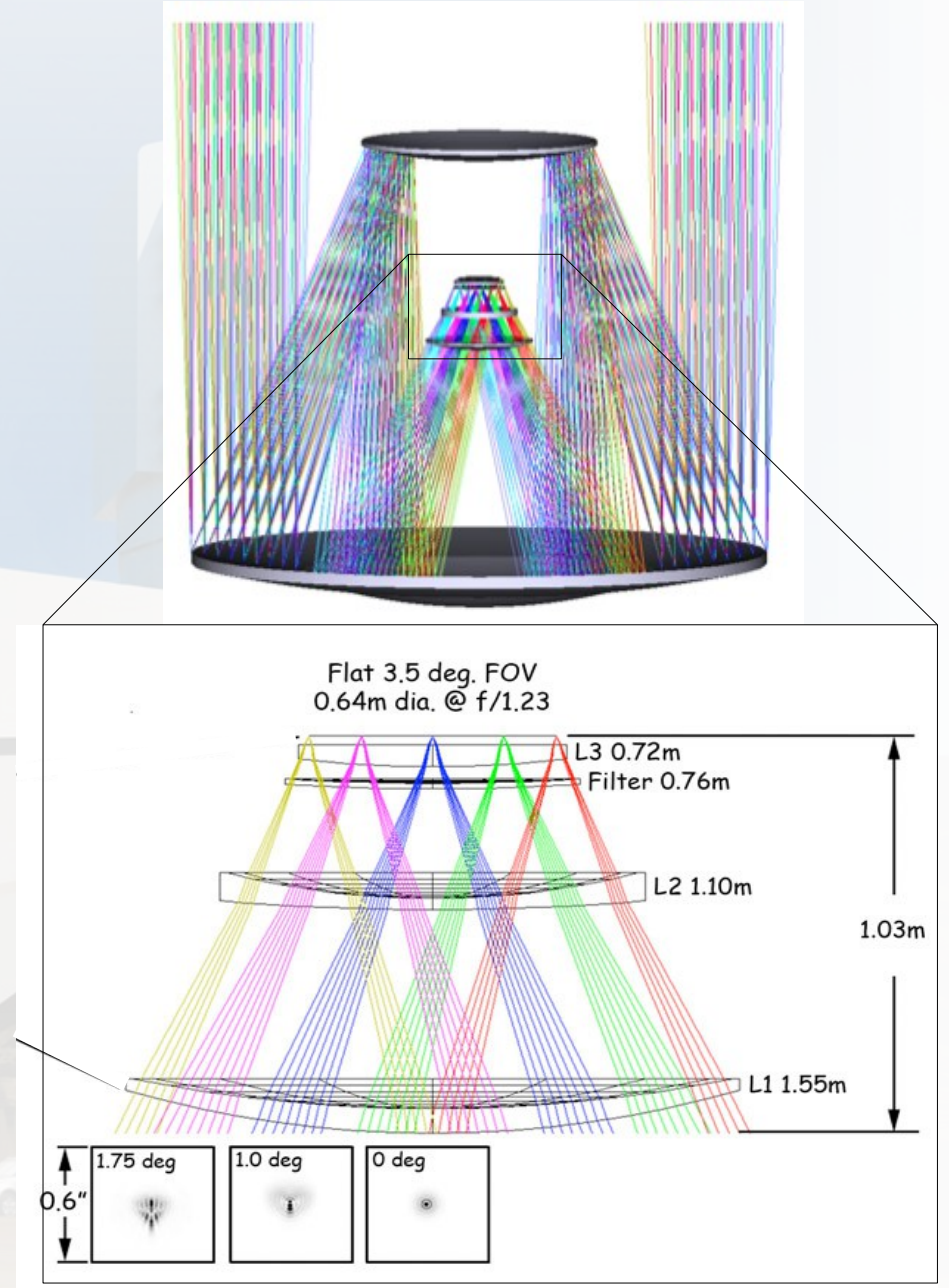 Flat 3.5 deg. FOV
0.64m dia. @ f/1.23
L3 0.72m
Filter 0.76m
L2 1.10m
1.03m
L1 1.55m
1.75 deg
1.0 deg
0 deg
0.6"